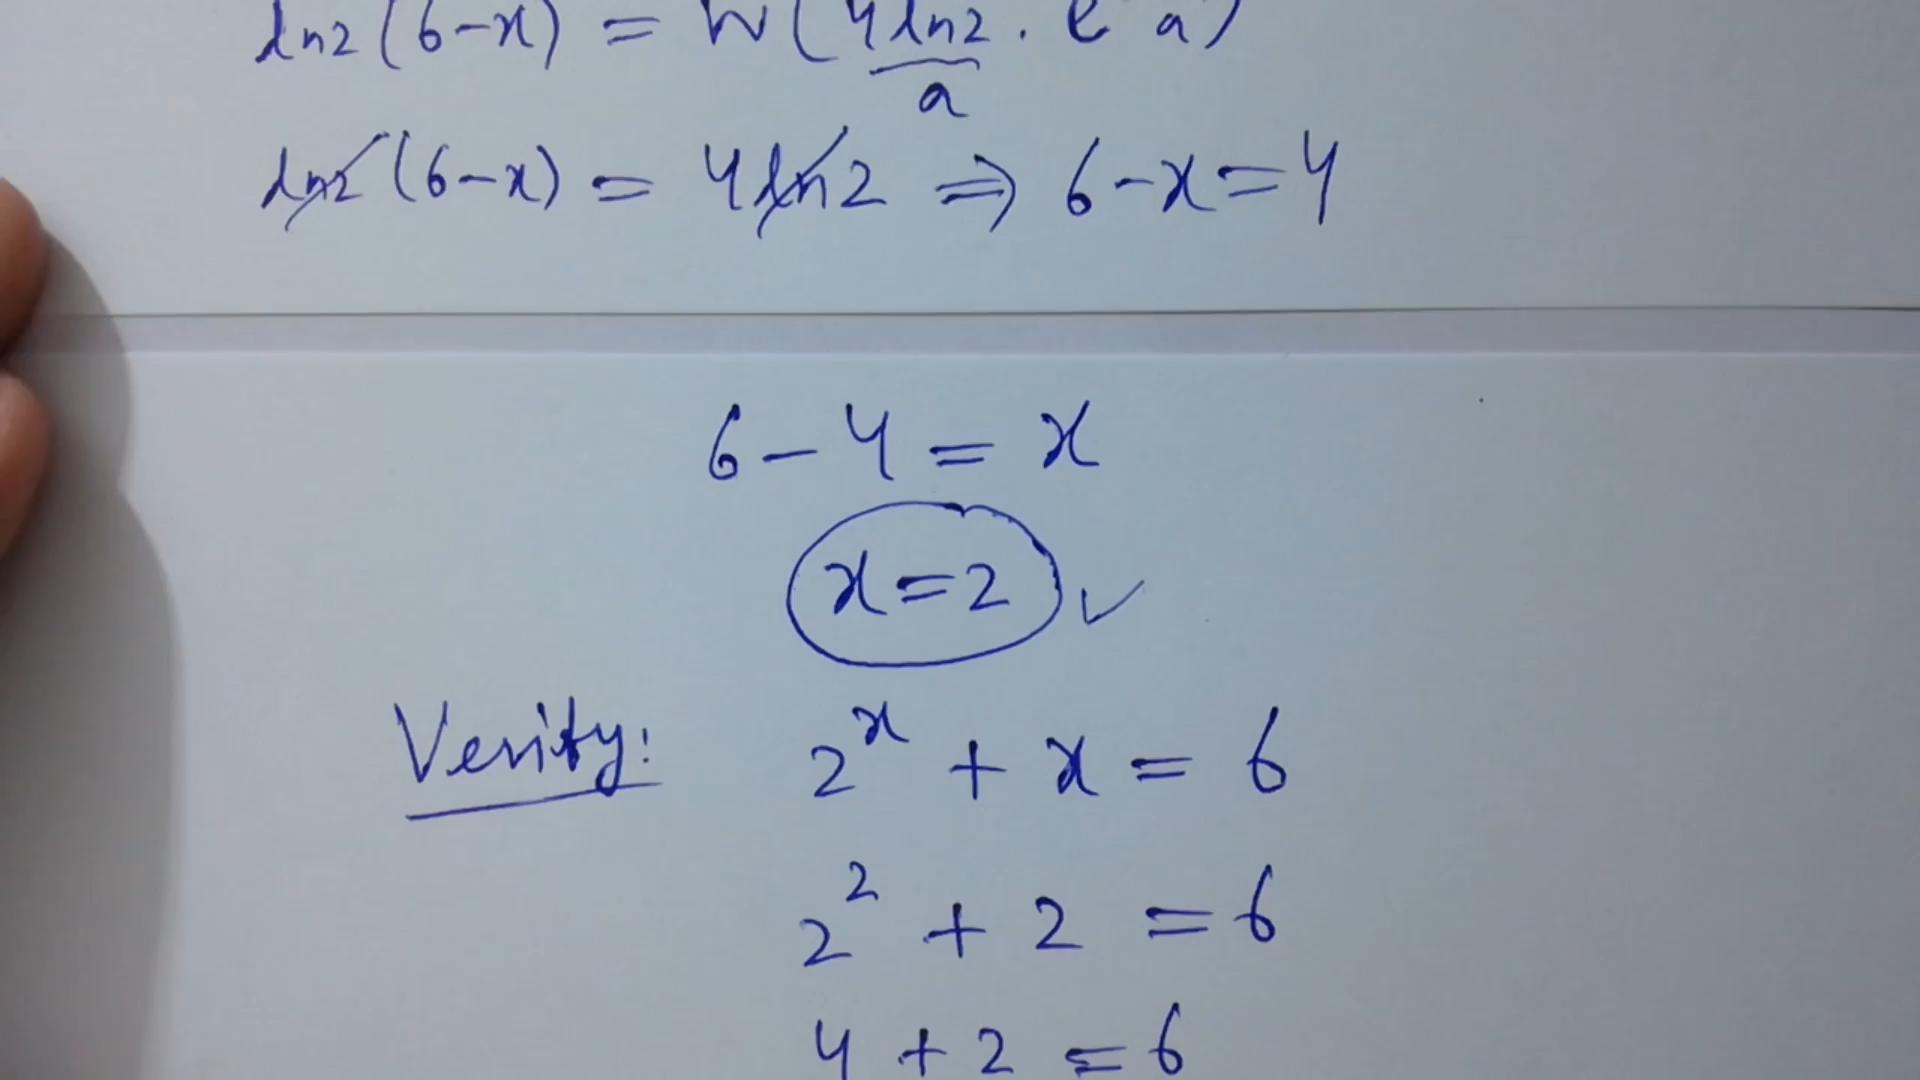 ln2 (6-x) = W (4ln2 . e a)
a
ln2 (6-x) = 4ln2 ⇒ 6-x=4
6-4 = x
x=2 ✓
Verify: 2^x + x = 6
2^2 + 2 = 6
4 + 2 = 6